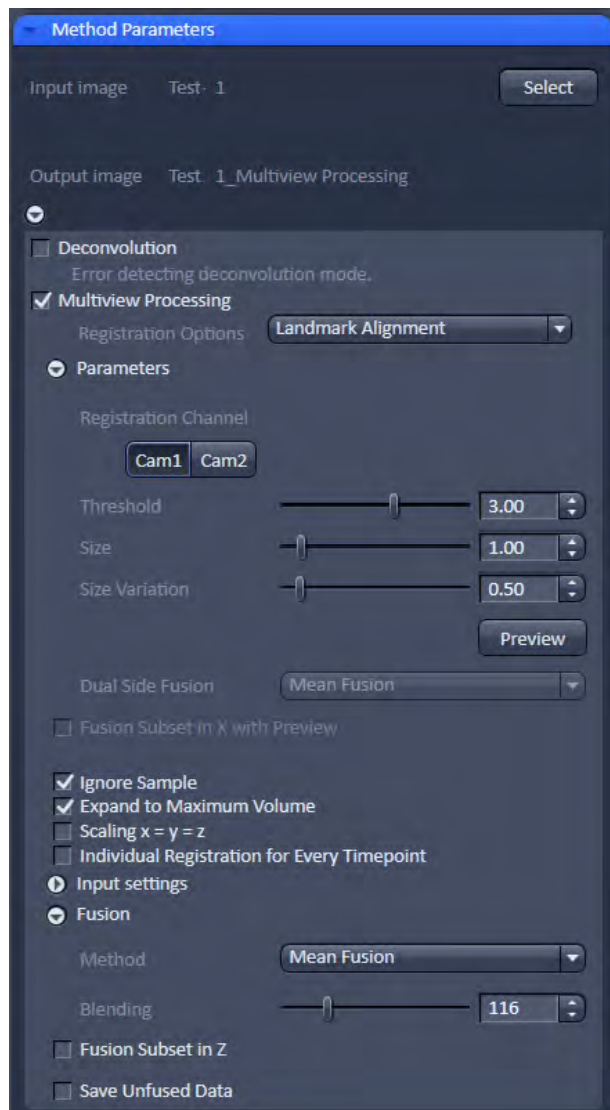 Method Parameters
Input image Test- 1 Select
Output image Test 1_Multiview Processing
Deconvolution
Error detecting deconvolution mode.
Multiview Processing
Registration Options Landmark Alignment
Parameters
Registration Channel
Cam1 Cam2
Threshold 3.00
Size 1.00
Size Variation 0.50
Preview
Dual Side Fusion Mean Fusion
Fusion Subset in X with Preview
Ignore Sample
Expand to Maximum Volume
Scaling x = y = z
Individual Registration for Every Timepoint
Input settings
Fusion
Method Mean Fusion
Blending 116
Fusion Subset in Z
Save Unfused Data